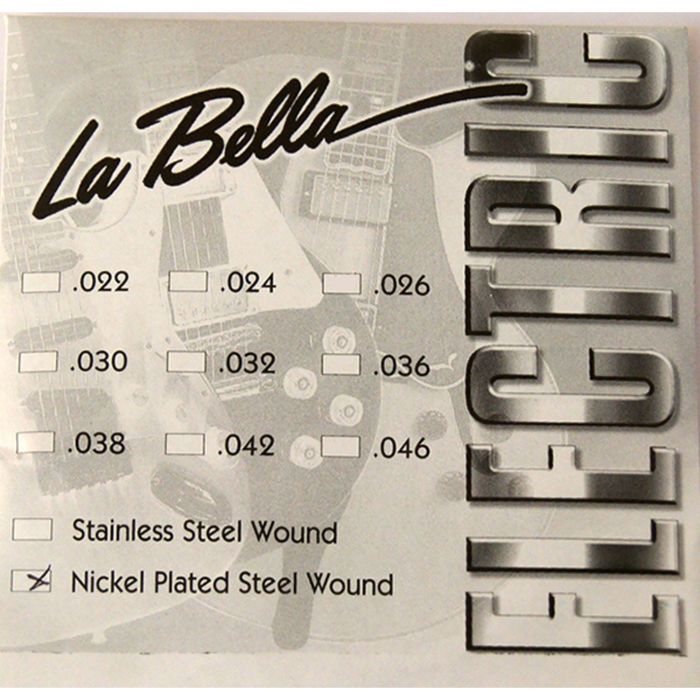 La Bella
ELECTRIC
.022 .024 .026
.030 .032 .036
.038 .042 .046
Stainless Steel Wound
Nickel Plated Steel Wound